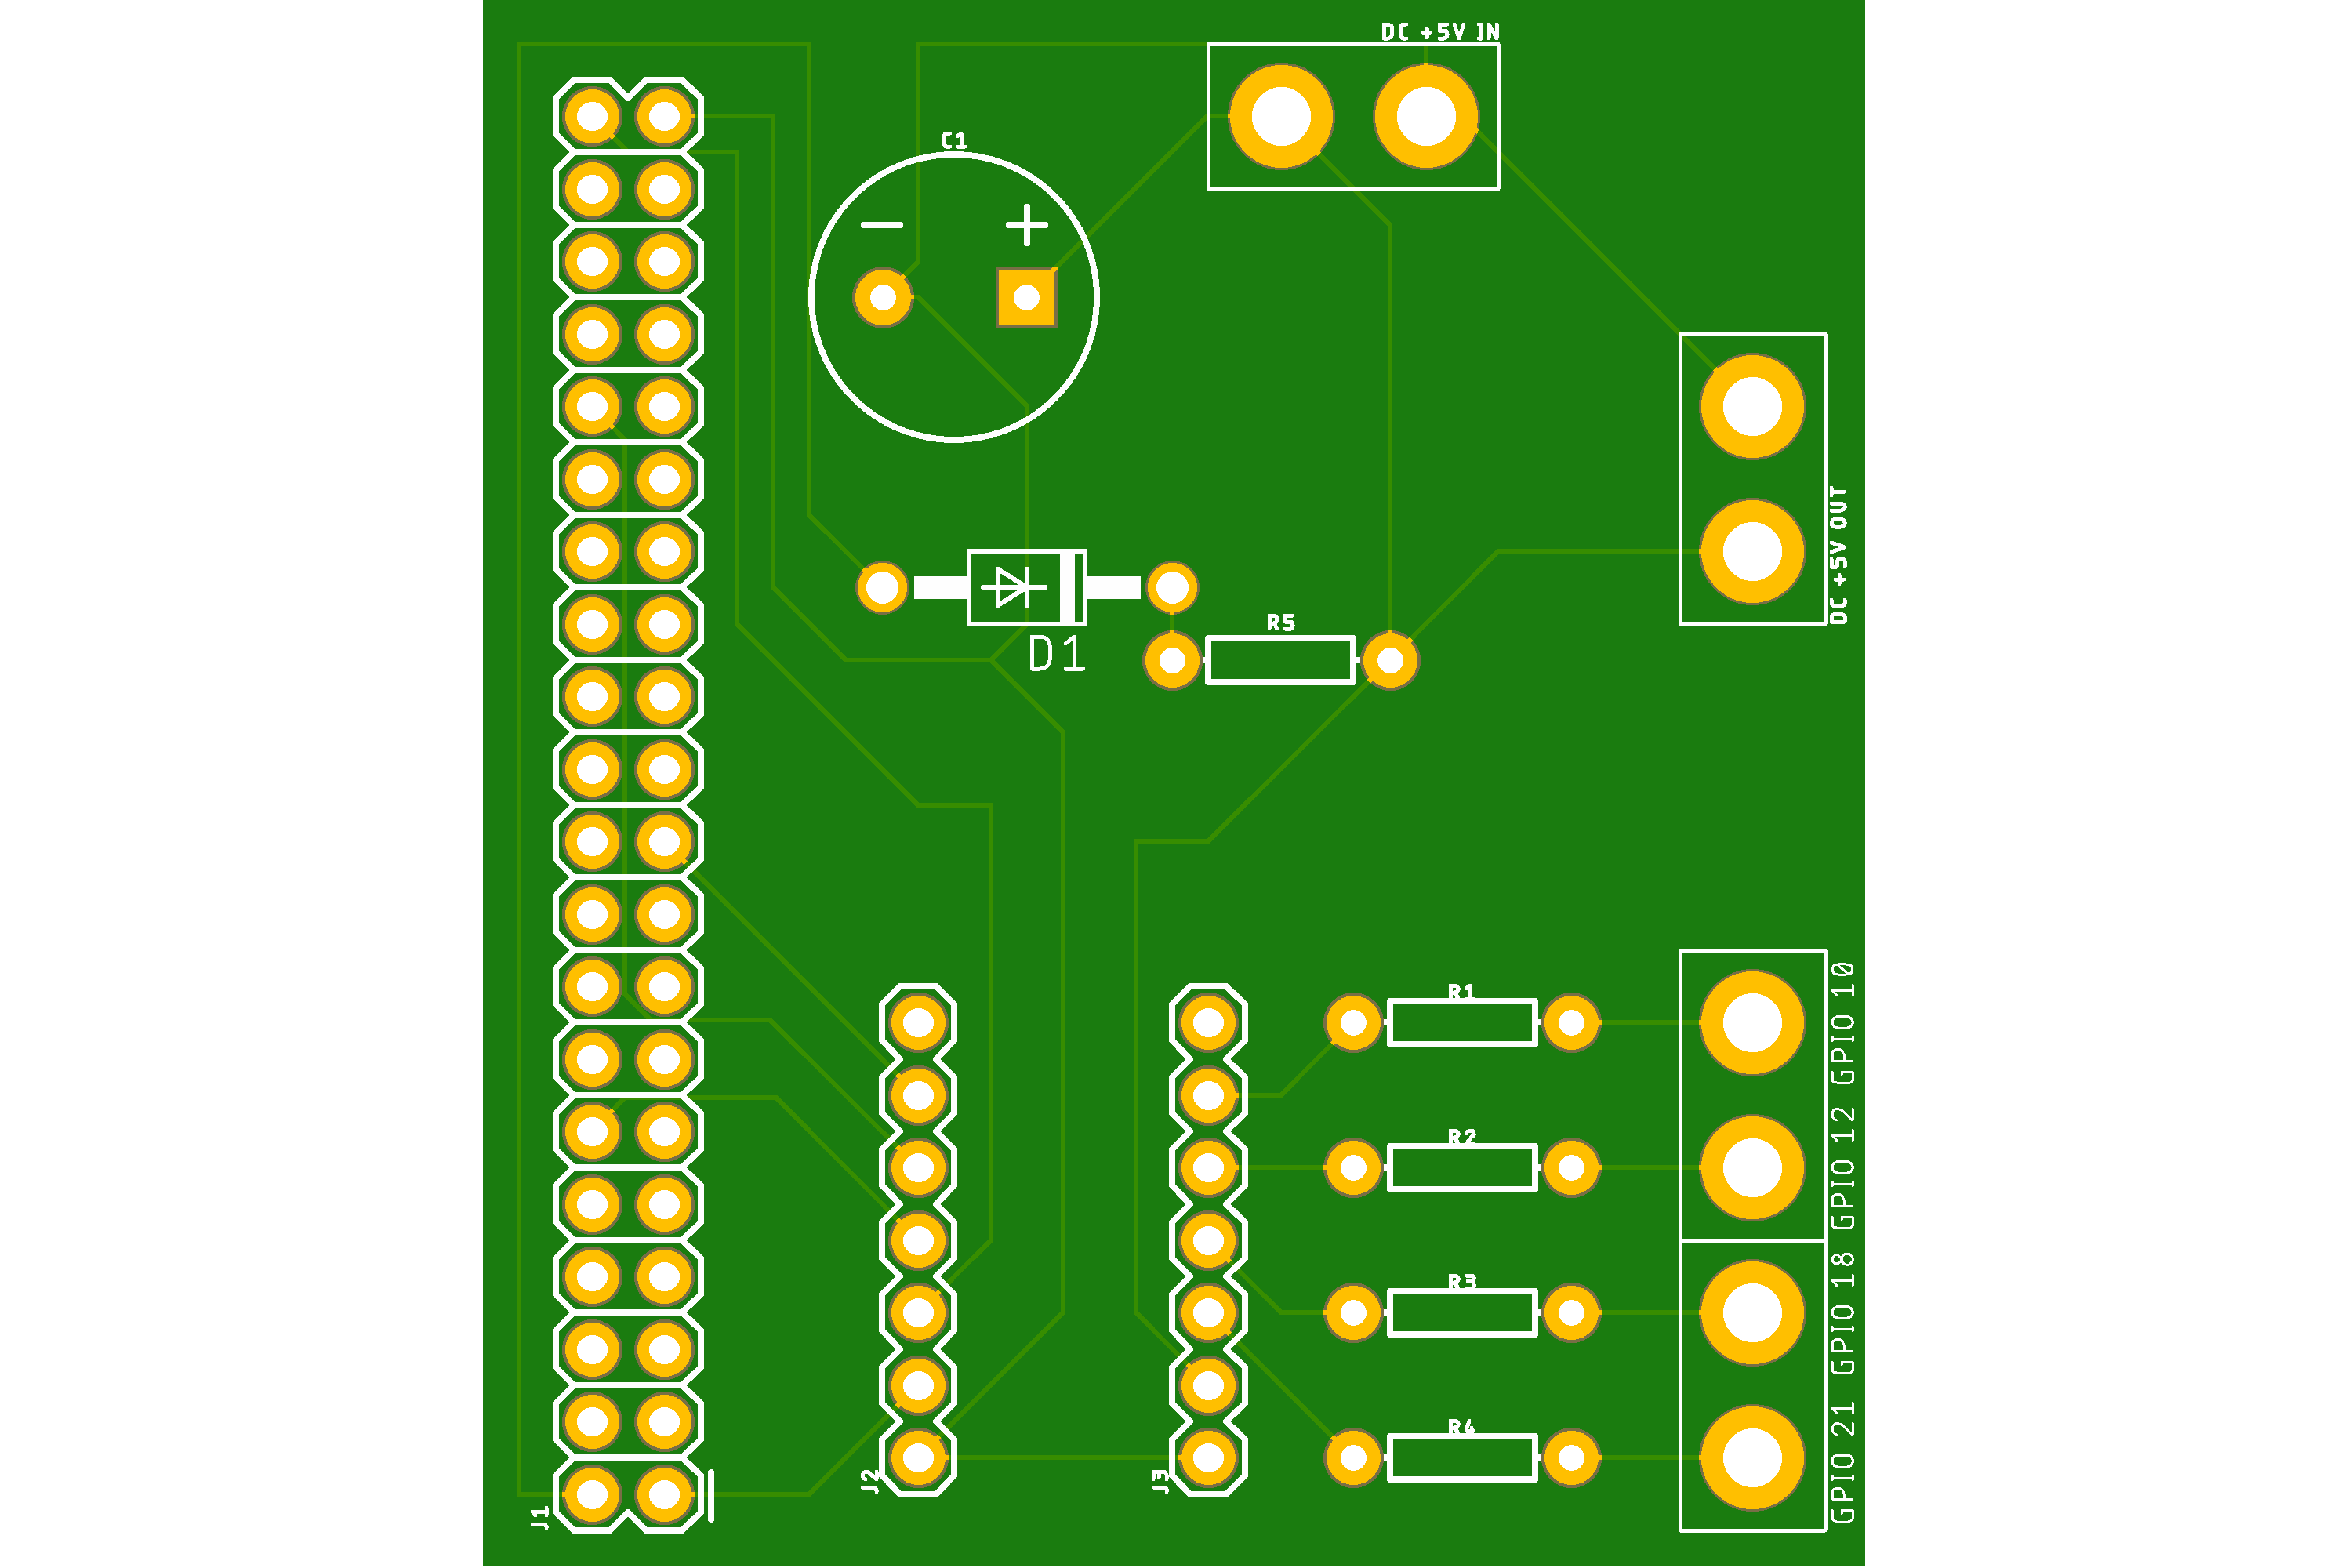 DC +5V IN
C1
− +
DC +5V OUT
D1
R5
R1
R2
R3
R4
J2
J3
J1
GPIO 21 GPIO 18 GPIO 12 GPIO 10